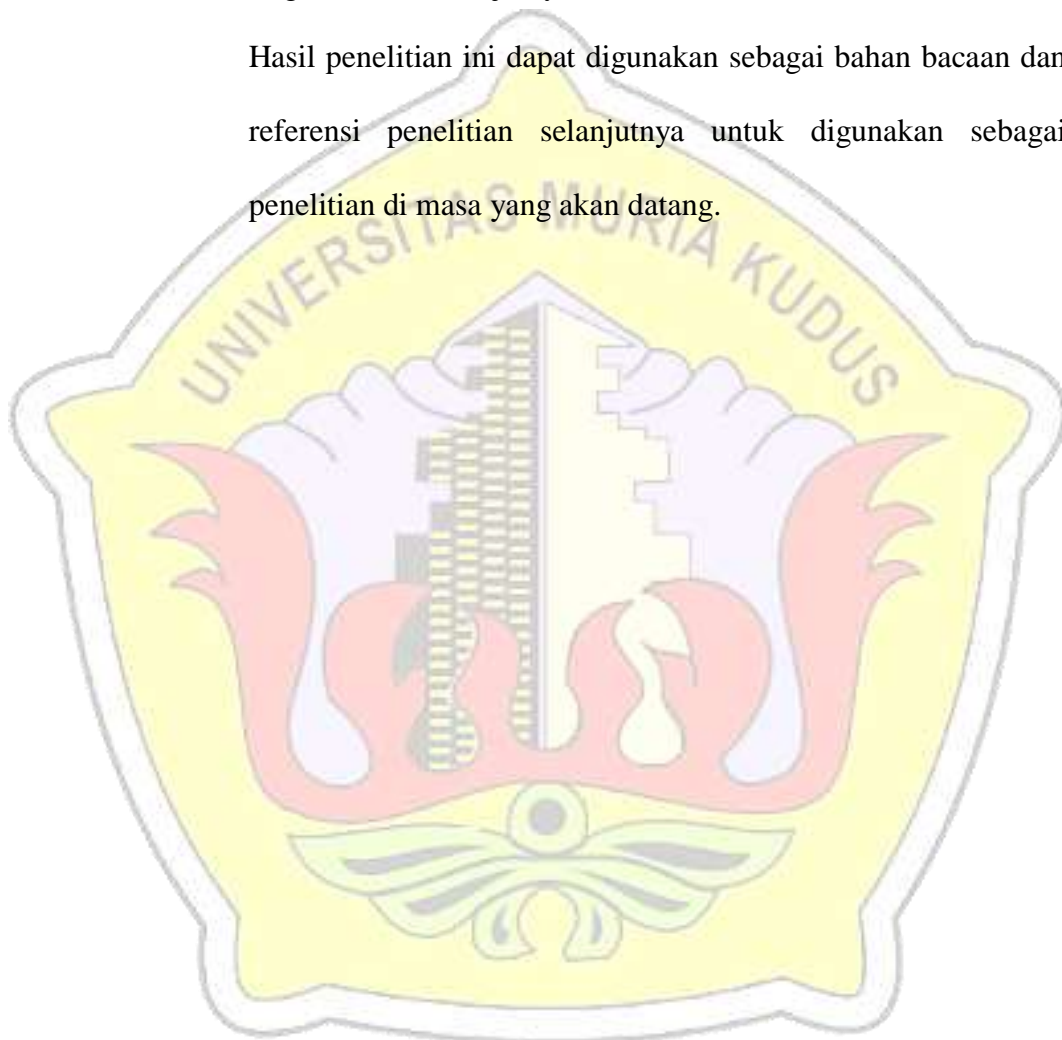 Hasil penelitian ini dapat digunakan sebagai bahan bacaan dan
referensi penelitian selanjutnya untuk digunakan sebagai
penelitian di masa yang akan datang.
UNIVERSITAS MURIA KUDUS